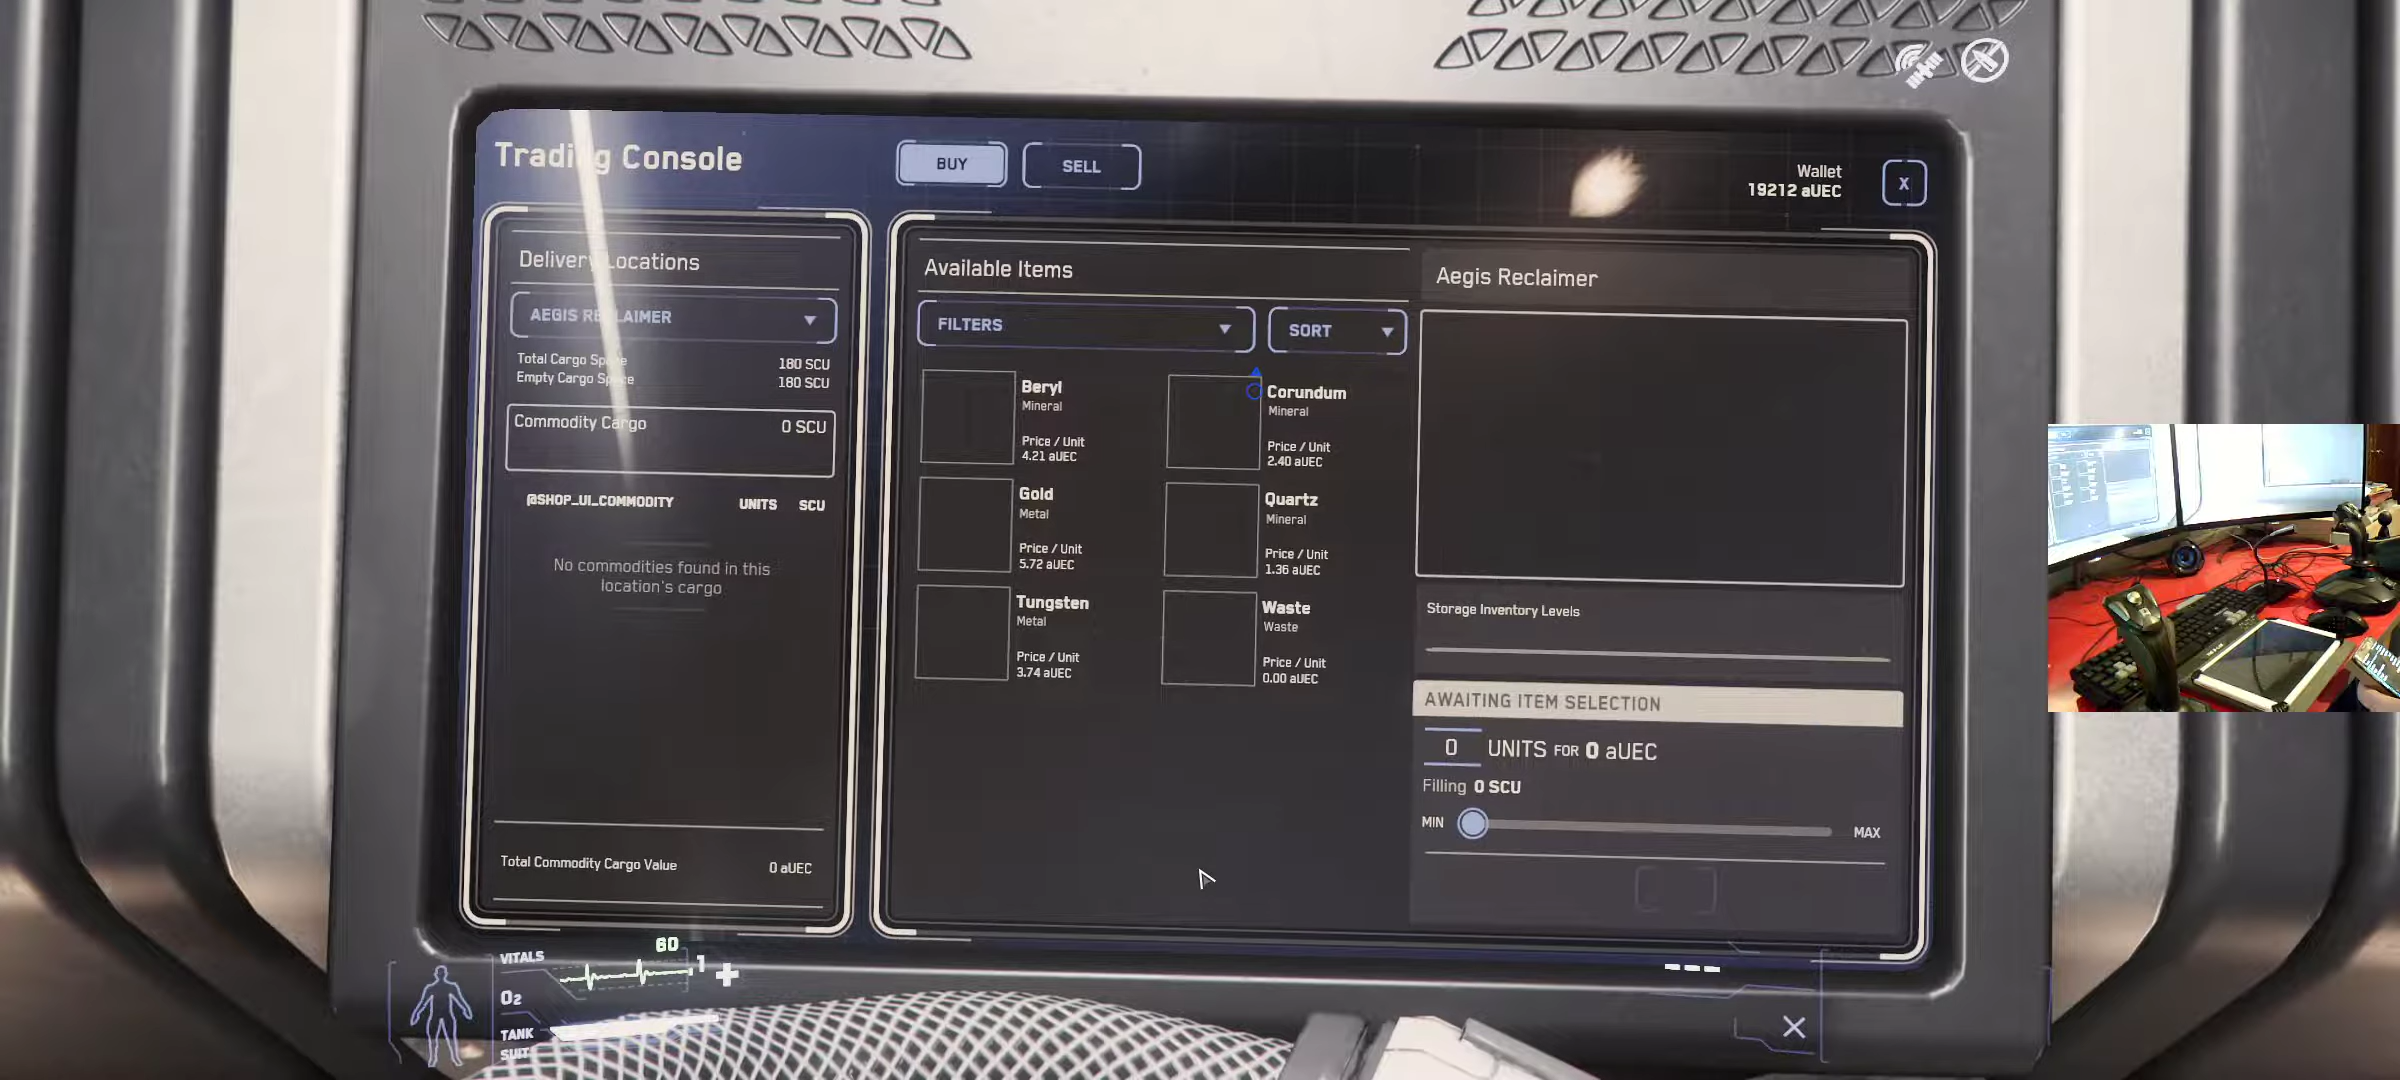 Trading Console
BUY
SELL
Wallet
19212 aUEC
X
Delivery Locations
AEGIS RECLAIMER
Total Cargo Space 180 SCU
Empty Cargo Space 180 SCU
Commodity Cargo 0 SCU
@SHOP_UI_COMMODITY UNITS SCU
No commodities found in this
location's cargo
Total Commodity Cargo Value 0 aUEC
Available Items
FILTERS
SORT
Beryl
Mineral
Price / Unit
4.21 aUEC
Corundum
Mineral
Price / Unit
2.40 aUEC
Gold
Metal
Price / Unit
5.72 aUEC
Quartz
Mineral
Price / Unit
1.36 aUEC
Tungsten
Metal
Price / Unit
3.74 aUEC
Waste
Waste
Price / Unit
0.00 aUEC
Aegis Reclaimer
Storage Inventory Levels
AWAITING ITEM SELECTION
0 UNITS FOR 0 aUEC
Filling 0 SCU
MIN
MAX
VITALS
60
1
O2
TANK
SUIT